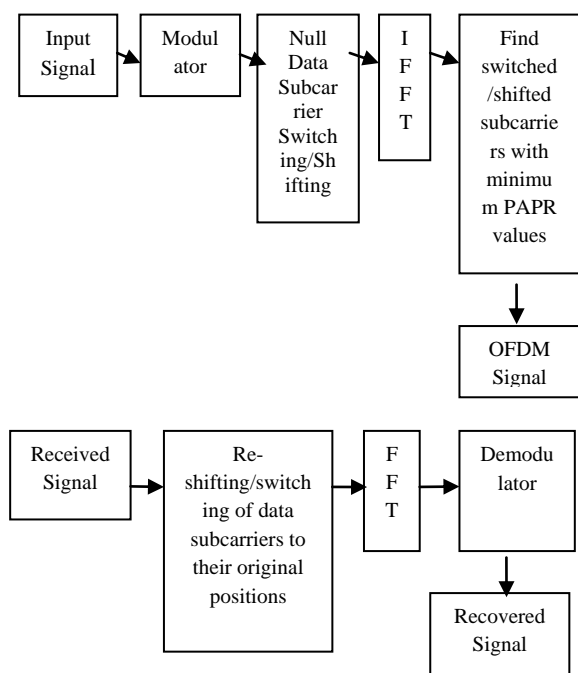 Input
Signal
Modul
ator
Null
Data
Subcar
rier
Switch
ing/Sh
ifting
I
F
F
T
Find
switched
/shifted
subcarrie
rs with
minimu
m PAPR
values
OFDM
Signal
Received
Signal
Re-
shifting/switch
ing of data
subcarriers to
their original
positions
F
F
T
Demodu
lator
Recovered
Signal